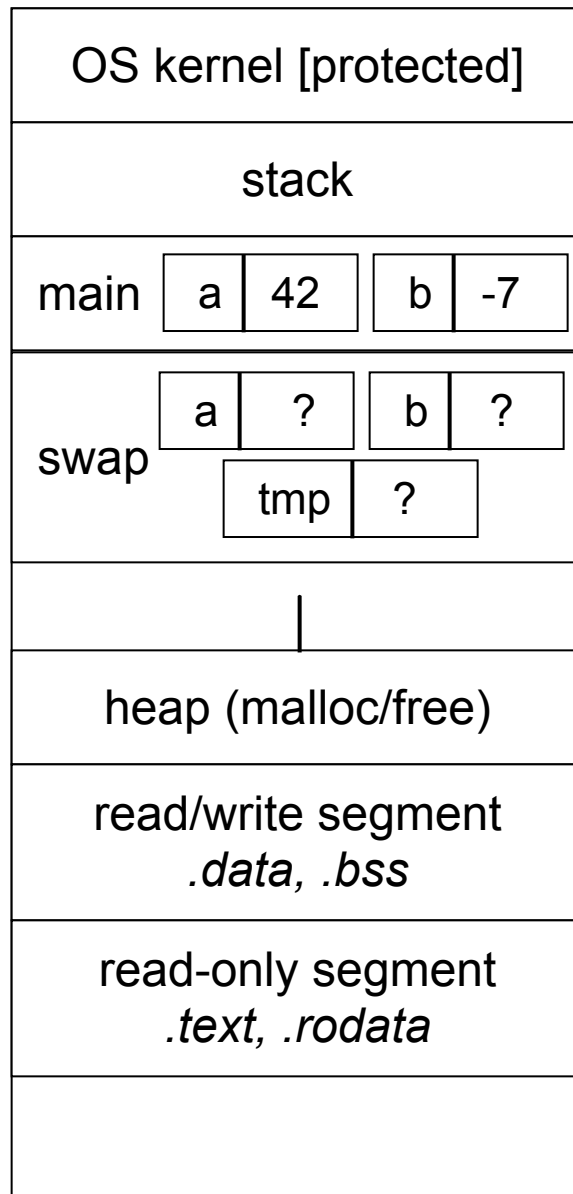 OS kernel [protected]
stack
main a 42 b -7
a ? b ?
swap
tmp ?
heap (malloc/free)
read/write segment
.data, .bss
read-only segment
.text, .rodata